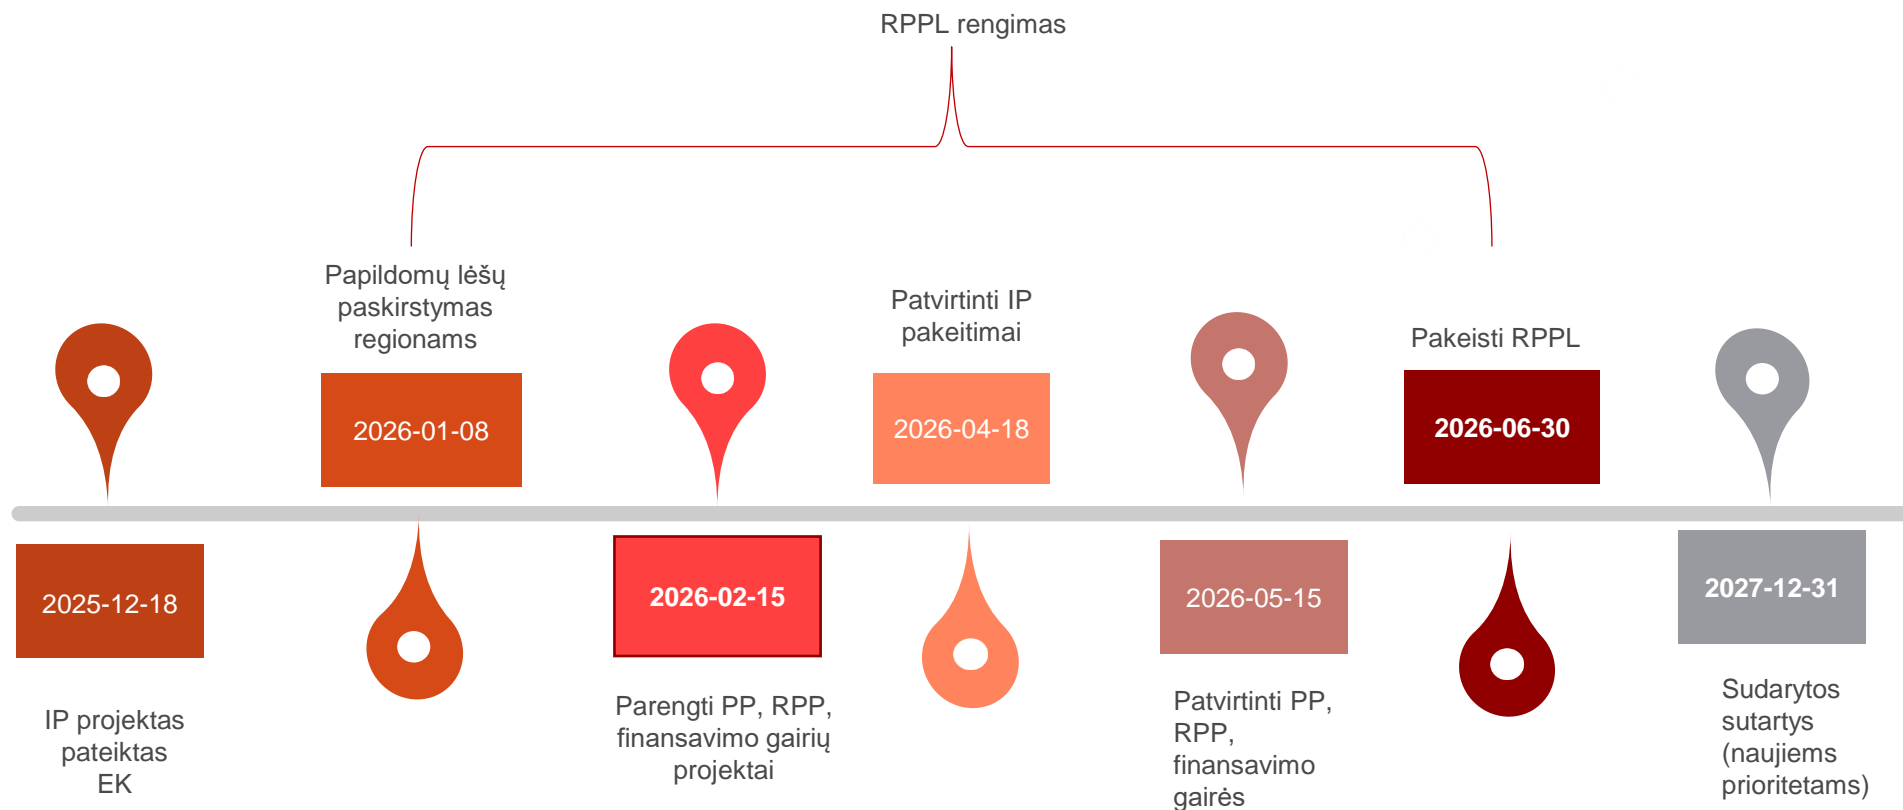 RPPL rengimas
2025-12-18
IP projektas
pateiktas
EK
Papildomų lėšų
paskirstymas
regionams
2026-01-08
2026-02-15
Parengti PP, RPP,
finansavimo gairių
projektai
Patvirtinti IP
pakeitimai
2026-04-18
2026-05-15
Patvirtinti PP,
RPP,
finansavimo
gairės
Pakeisti RPPL
2026-06-30
2027-12-31
Sudarytos
sutartys
(naujiems
prioritetams)